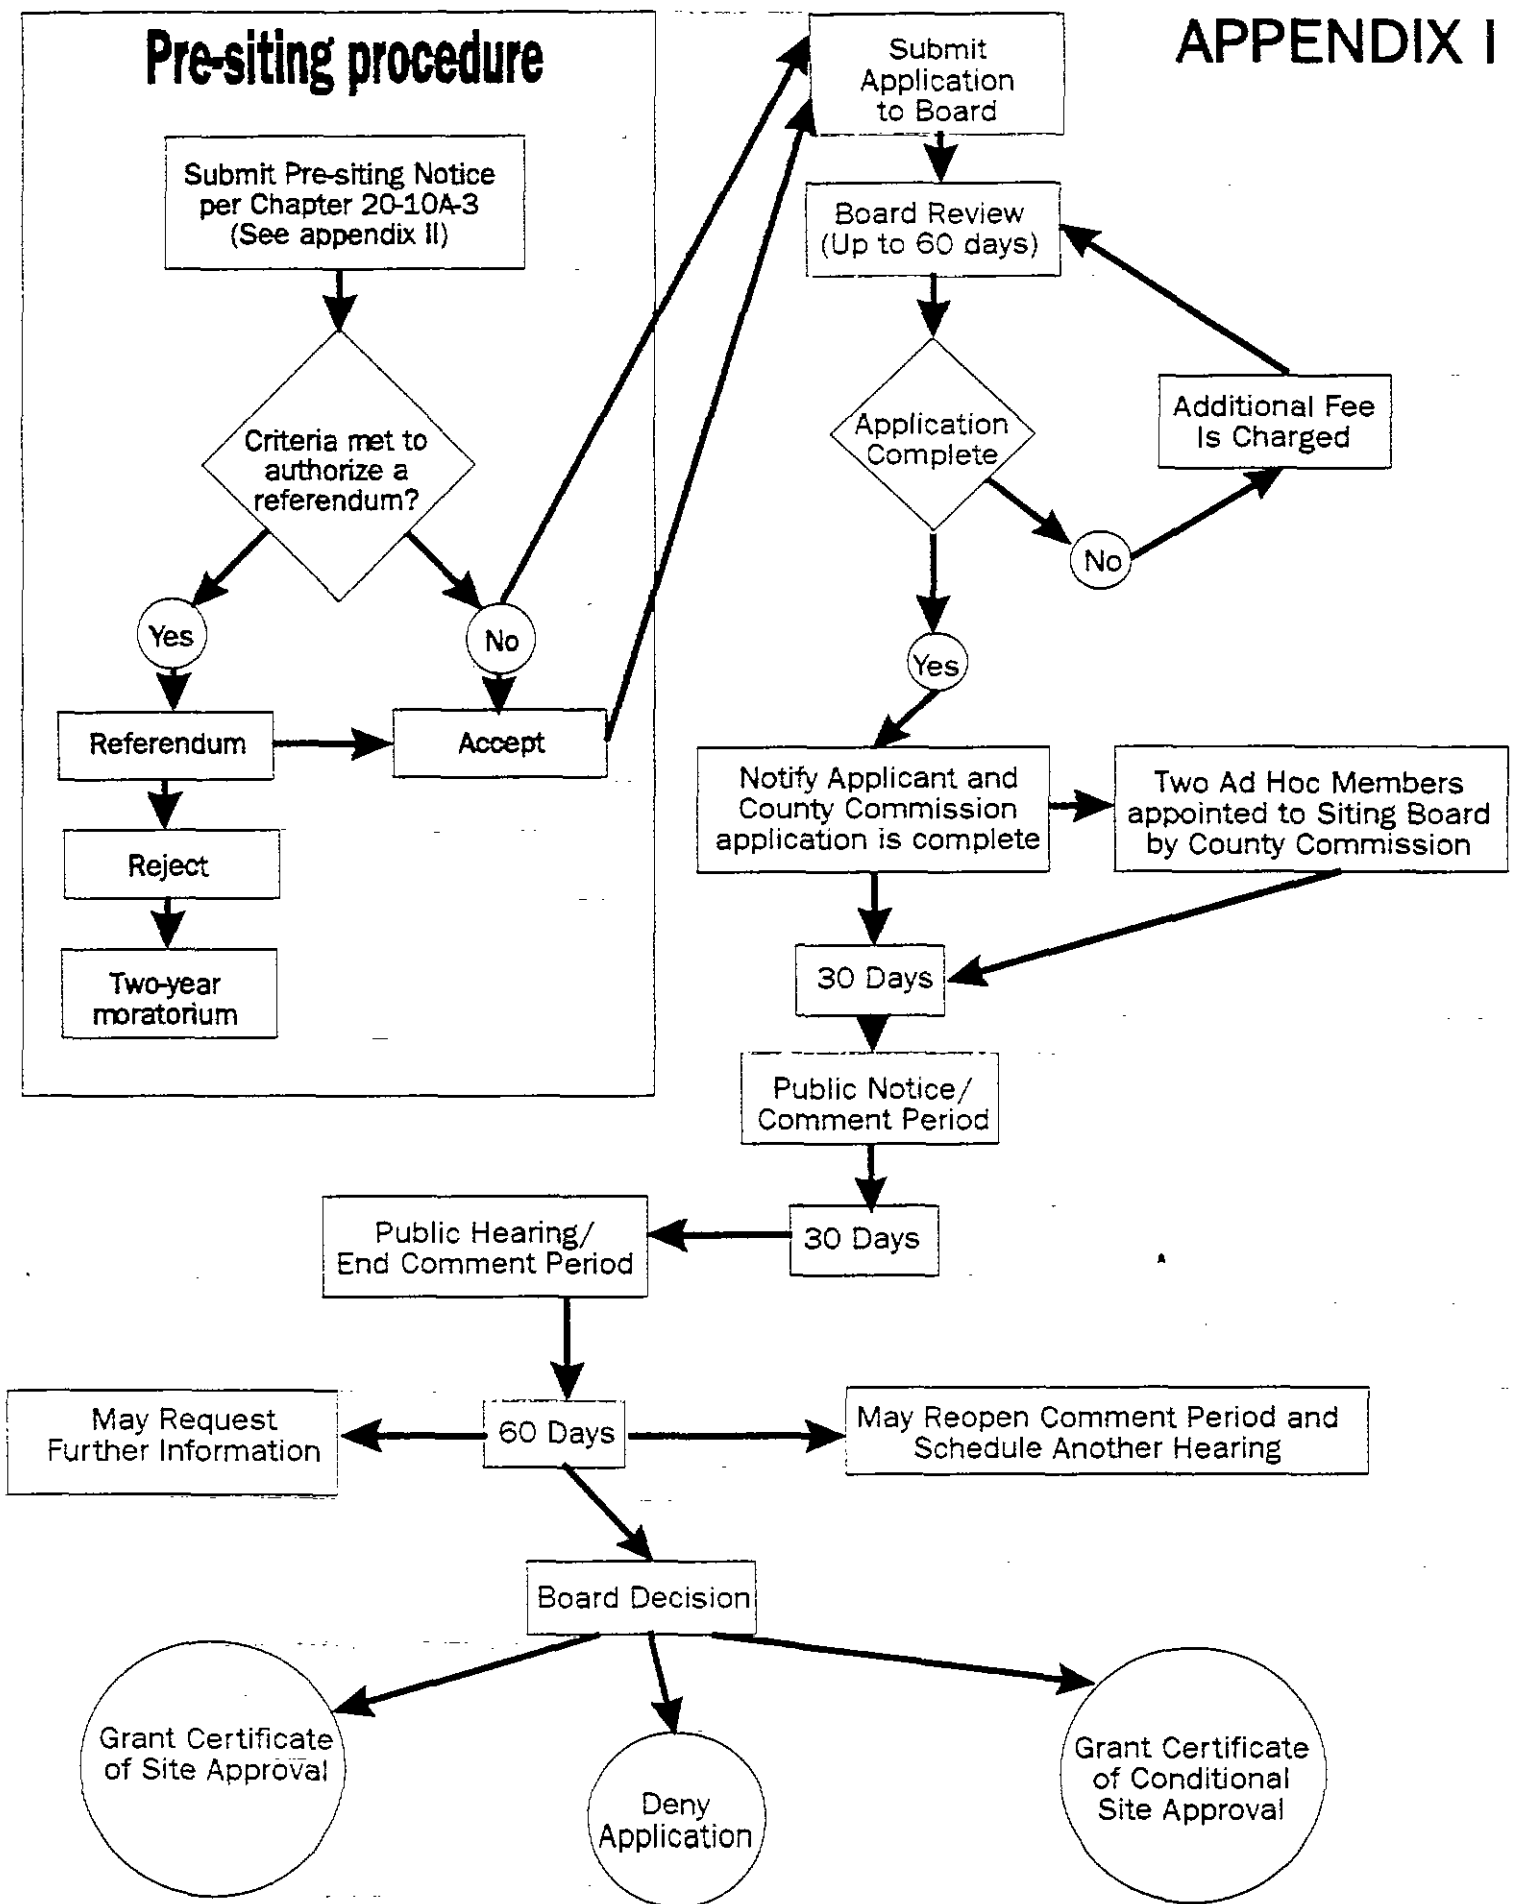 APPENDIX I
Pre-siting procedure
Submit Pre-siting Notice
per Chapter 20-10A-3
(See appendix II)
Criteria met to
authorize a
referendum?
Yes
No
Referendum
Accept
Reject
Two-year
moratorium
Submit
Application
to Board
Board Review
(Up to 60 days)
Application
Complete
Additional Fee
Is Charged
No
Yes
Notify Applicant and
County Commission
application is complete
Two Ad Hoc Members
appointed to Siting Board
by County Commission
30 Days
Public Notice/
Comment Period
30 Days
Public Hearing/
End Comment Period
60 Days
May Request
Further Information
May Reopen Comment Period and
Schedule Another Hearing
Board Decision
Grant Certificate
of Site Approval
Deny
Application
Grant Certificate
of Conditional
Site Approval